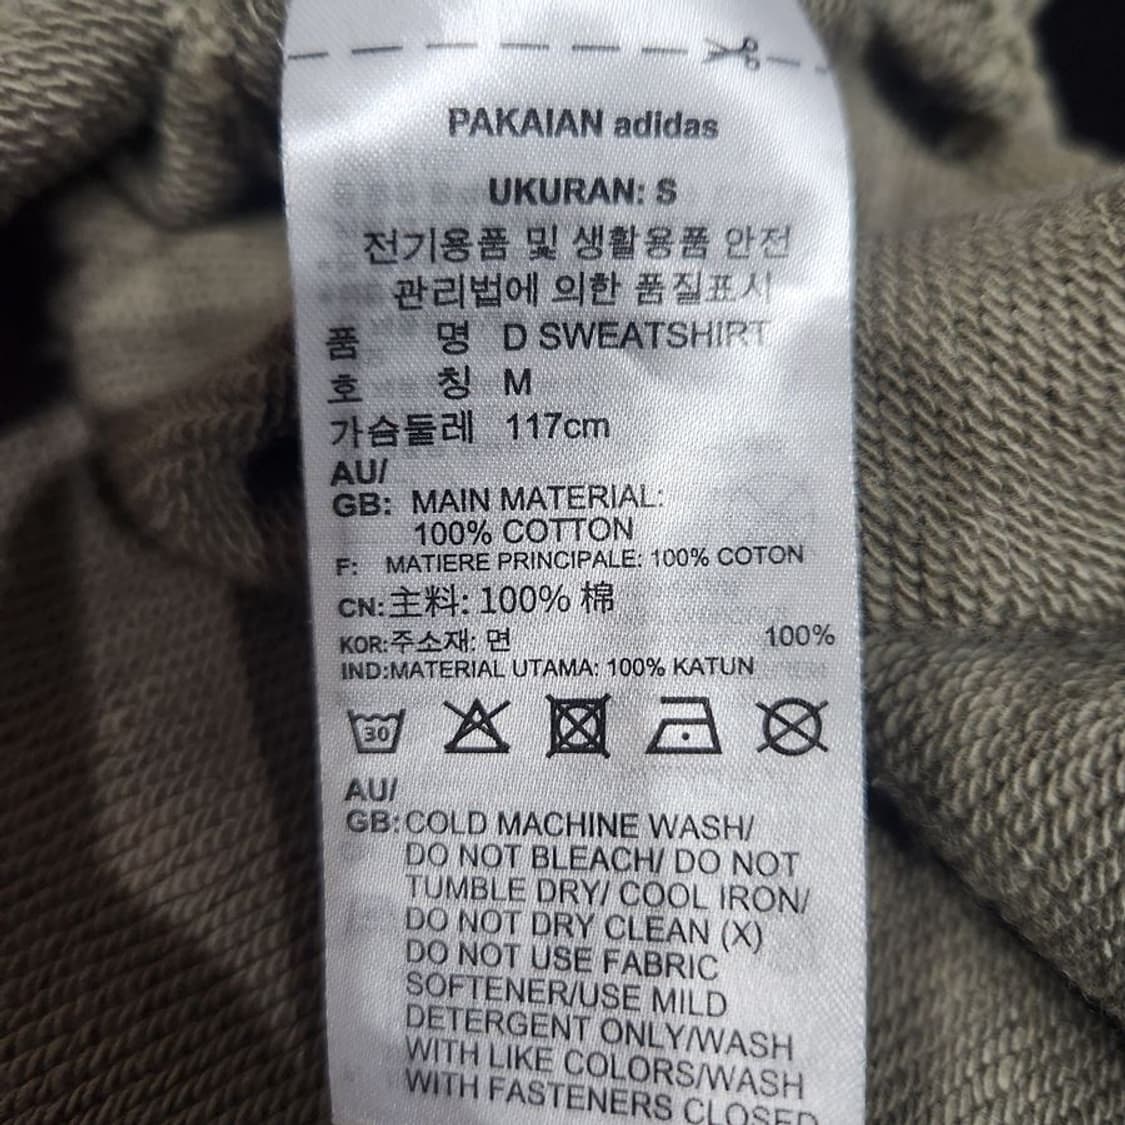 PAKAIAN adidas
UKURAN: S
전기용품 및 생활용품 안전
관리법에 의한 품질표시
품 명 D SWEATSHIRT
호 칭 M
가슴둘레 117cm
AU/
GB: MAIN MATERIAL:
100% COTTON
F: MATIERE PRINCIPALE: 100% COTON
CN:主料: 100% 棉
KOR:주소재: 면 100%
IND:MATERIAL UTAMA: 100% KATUN
30
AU/
GB:COLD MACHINE WASH/
DO NOT BLEACH/ DO NOT
TUMBLE DRY/ COOL IRON/
DO NOT DRY CLEAN (X)
DO NOT USE FABRIC
SOFTENER/USE MILD
DETERGENT ONLY/WASH
WITH LIKE COLORS/WASH
WITH FASTENERS CLOSED